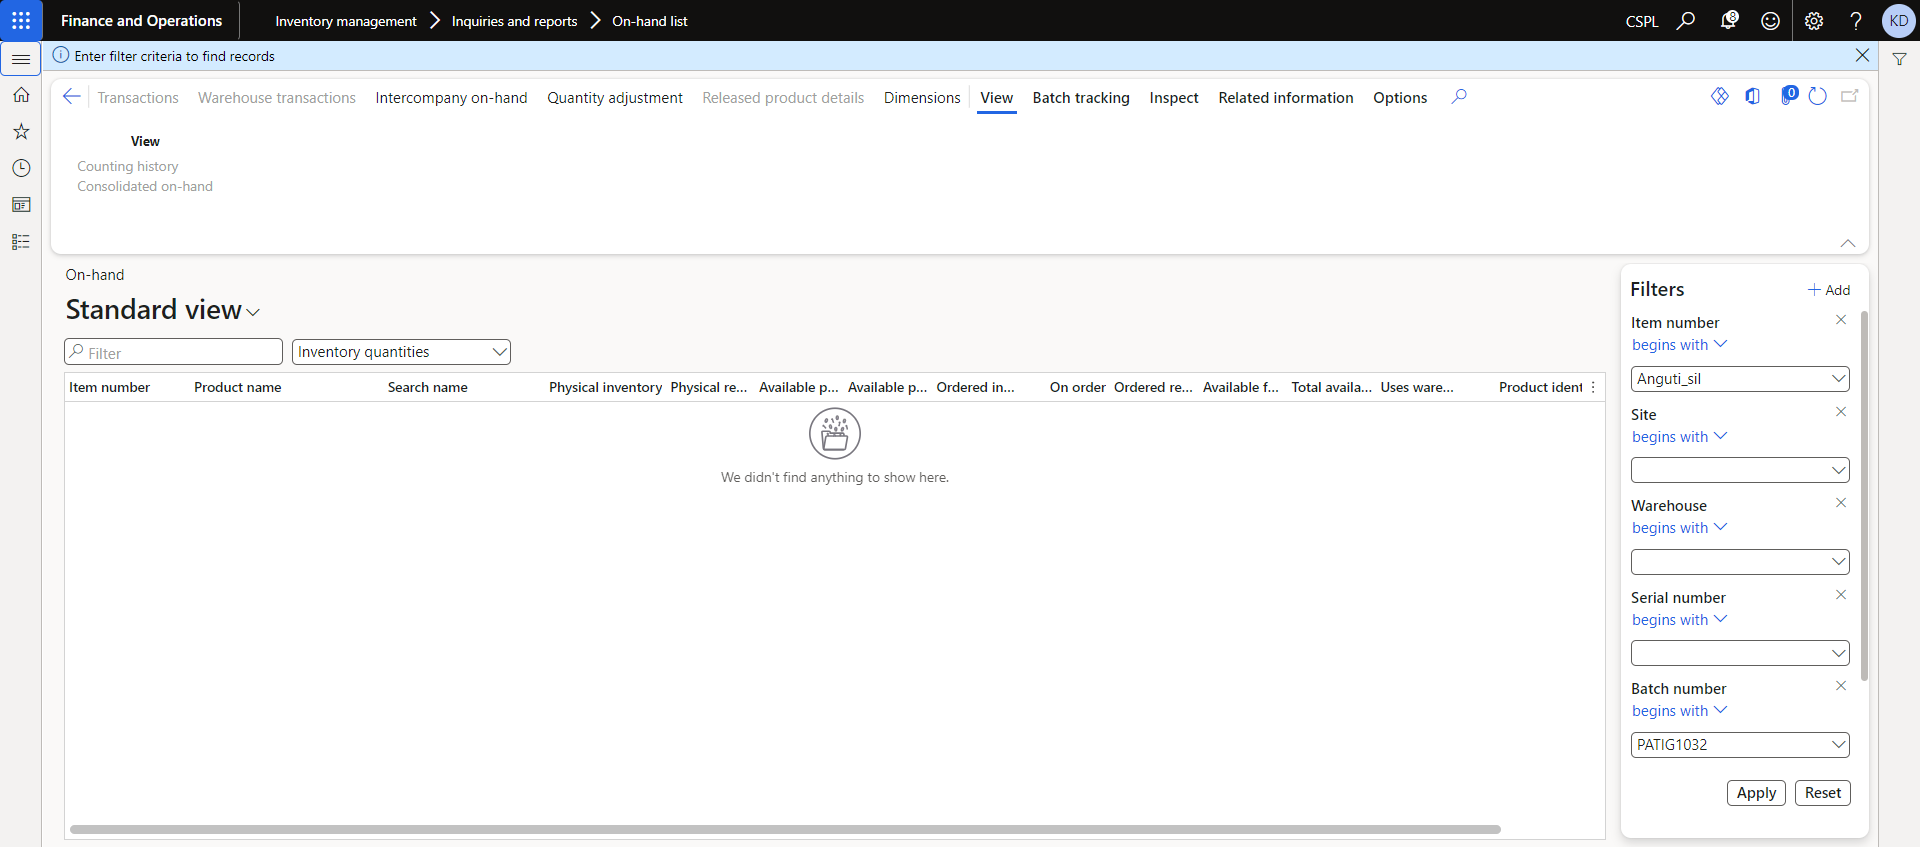 Finance and Operations
Inventory management
Inquiries and reports
On-hand list
CSPL
8
?
KD
Enter filter criteria to find records
Transactions
Warehouse transactions
Intercompany on-hand
Quantity adjustment
Released product details
Dimensions
View
Batch tracking
Inspect
Related information
Options
0
View
Counting history
Consolidated on-hand
On-hand
Standard view
Filter
Inventory quantities
Item number
Product name
Search name
Physical inventory
Physical re...
Available p...
Available p...
Ordered in...
On order
Ordered re...
Available f...
Total availa...
Uses ware...
Product ident
We didn't find anything to show here.
Filters
Add
Item number
begins with
Anguti_sil
Site
begins with
Warehouse
begins with
Serial number
begins with
Batch number
begins with
PATIG1032
Apply
Reset